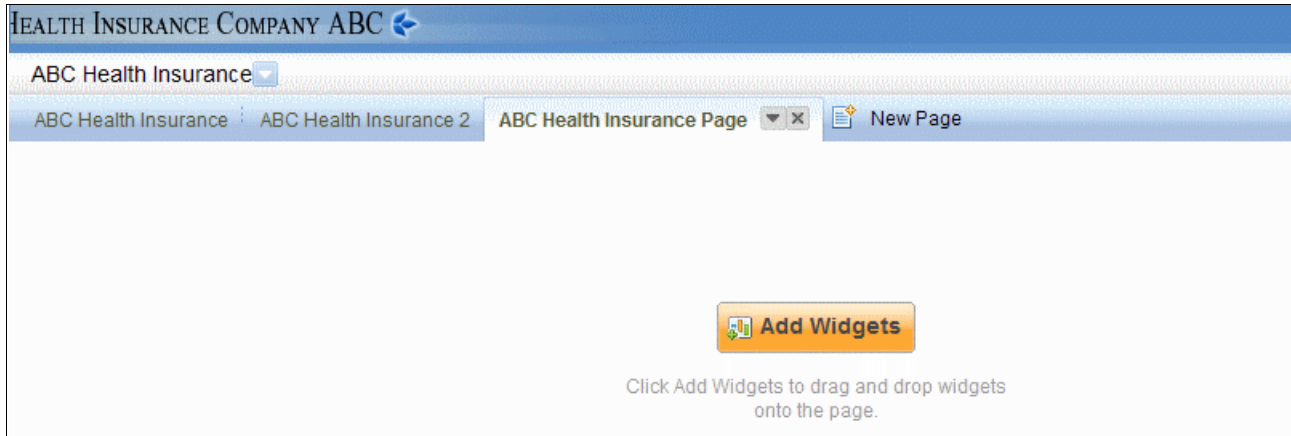 HEALTH INSURANCE COMPANY ABC
ABC Health Insurance
ABC Health Insurance ABC Health Insurance 2 ABC Health Insurance Page New Page
Add Widgets
Click Add Widgets to drag and drop widgets
onto the page.